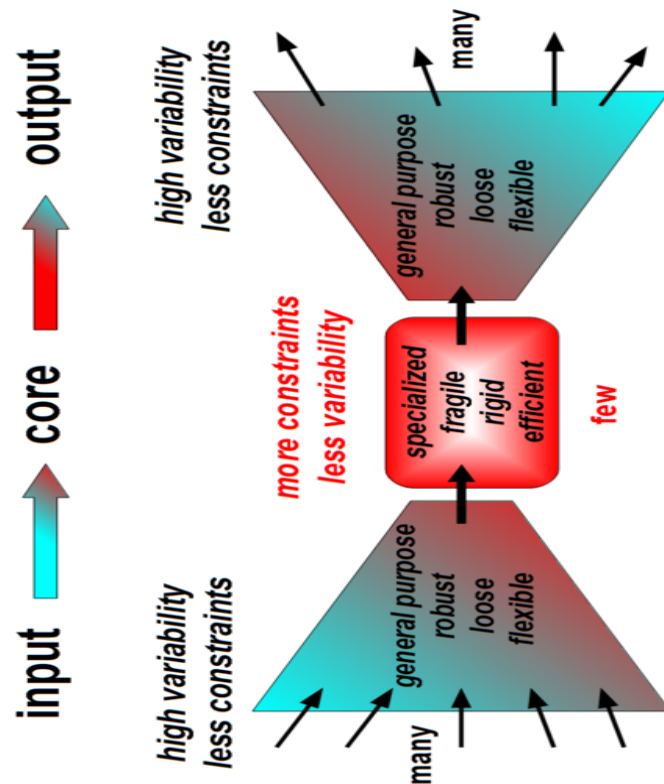 input
core
output
high variability
less constraints
more constraints
less variability
high variability
less constraints
many
general purpose
robust
loose
flexible
specialized
fragile
rigid
efficient
few
general purpose
robust
loose
flexible
many